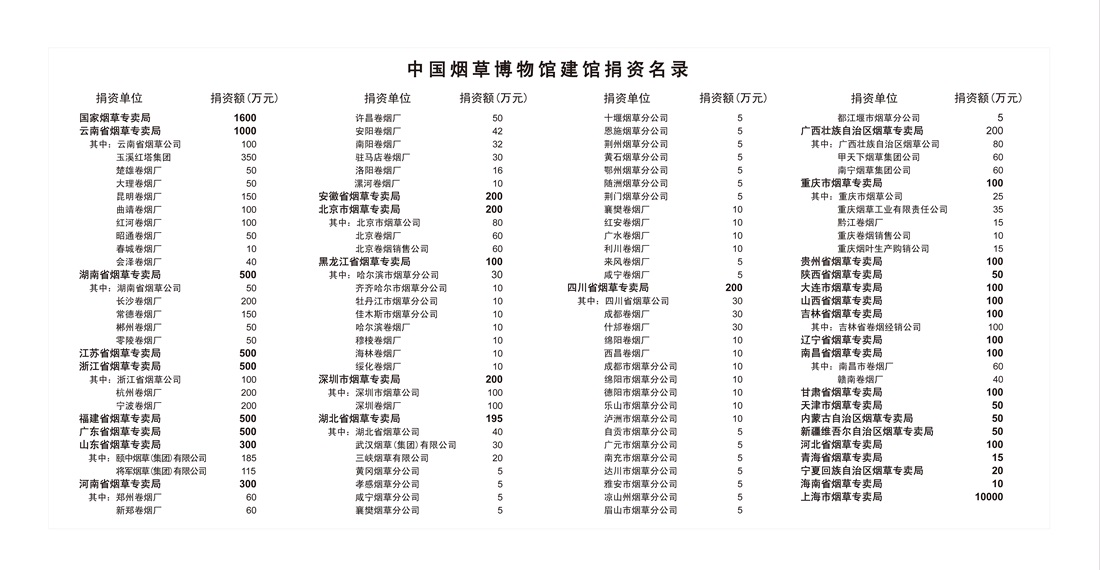 中国烟草博物馆建馆捐资名录
捐资单位 捐资额(万元)
国家烟草专卖局 1600
云南省烟草专卖局 1000
其中：云南省烟草公司 100
玉溪红塔集团 350
楚雄卷烟厂 50
大理卷烟厂 50
昆明卷烟厂 150
曲靖卷烟厂 100
红河卷烟厂 100
昭通卷烟厂 50
春城卷烟厂 10
会泽卷烟厂 40
湖南省烟草专卖局 500
其中：湖南省烟草公司 50
长沙卷烟厂 200
常德卷烟厂 150
郴州卷烟厂 50
零陵卷烟厂 50
江苏省烟草专卖局 500
浙江省烟草专卖局 500
其中：浙江省烟草公司 100
杭州卷烟厂 200
宁波卷烟厂 200
福建省烟草专卖局 500
广东省烟草专卖局 500
山东省烟草专卖局 300
其中：颐中烟草(集团)有限公司 185
将军烟草(集团)有限公司 115
河南省烟草专卖局 300
其中：郑州卷烟厂 60
新郑卷烟厂 60
捐资单位 捐资额(万元)
许昌卷烟厂 50
安阳卷烟厂 42
南阳卷烟厂 32
驻马店卷烟厂 30
洛阳卷烟厂 16
漯河卷烟厂 10
安徽省烟草专卖局 200
北京市烟草专卖局 200
其中：北京市烟草公司 80
北京卷烟厂 60
北京卷烟销售公司 60
黑龙江省烟草专卖局 100
其中：哈尔滨市烟草分公司 30
齐齐哈尔市烟草分公司 10
牡丹江市烟草分公司 10
佳木斯市烟草分公司 10
哈尔滨卷烟厂 10
穆棱卷烟厂 10
海林卷烟厂 10
绥化卷烟厂 10
深圳市烟草专卖局 200
其中：深圳市烟草公司 100
深圳卷烟厂 100
湖北省烟草专卖局 195
其中：湖北省烟草公司 40
武汉烟草(集团)有限公司 30
三峡烟草有限公司 20
黄冈烟草分公司 5
孝感烟草分公司 5
咸宁烟草分公司 5
襄樊烟草分公司 5
捐资单位 捐资额(万元)
十堰烟草分公司 5
恩施烟草分公司 5
荆州烟草分公司 5
黄石烟草分公司 5
鄂州烟草分公司 5
随洲烟草分公司 5
荆门烟草分公司 5
襄樊卷烟厂 10
红安卷烟厂 10
广水卷烟厂 10
利川卷烟厂 10
来凤卷烟厂 5
咸宁卷烟厂 5
四川省烟草专卖局 200
其中：四川省烟草公司 30
成都卷烟厂 30
什邡卷烟厂 30
绵阳卷烟厂 10
西昌卷烟厂 10
成都市烟草分公司 10
绵阳市烟草分公司 10
德阳市烟草分公司 10
乐山市烟草分公司 10
泸洲市烟草分公司 10
自贡市烟草分公司 5
广元市烟草分公司 5
南充市烟草分公司 5
达川市烟草分公司 5
雅安市烟草分公司 5
凉山州烟草分公司 5
眉山市烟草分公司 5
捐资单位 捐资额(万元)
都江堰市烟草分公司 5
广西壮族自治区烟草专卖局 200
其中：广西壮族自治区烟草公司 80
甲天下烟草集团公司 60
南宁烟草集团公司 60
重庆市烟草专卖局 100
其中：重庆市烟草公司 25
重庆烟草工业有限责任公司 35
黔江卷烟厂 15
重庆卷烟销售公司 10
重庆烟叶生产购销公司 15
贵州省烟草专卖局 100
陕西省烟草专卖局 50
大连市烟草专卖局 100
山西省烟草专卖局 100
吉林省烟草专卖局 100
其中：吉林省卷烟经销公司 100
辽宁省烟草专卖局 100
南昌省烟草专卖局 100
其中：南昌市卷烟厂 60
赣南卷烟厂 40
甘肃省烟草专卖局 100
天津市烟草专卖局 50
内蒙古自治区烟草专卖局 50
新疆维吾尔自治区烟草专卖局 50
河北省烟草专卖局 100
青海省烟草专卖局 15
宁夏回族自治区烟草专卖局 20
海南省烟草专卖局 10
上海市烟草专卖局 10000